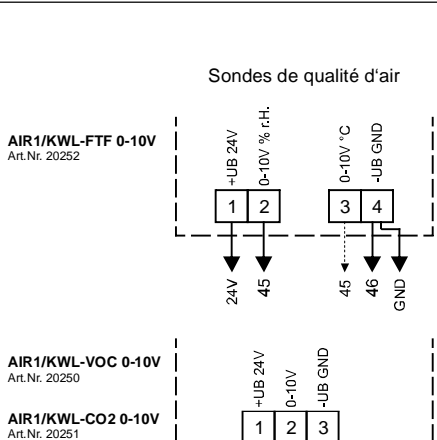 Sondes de qualité d‘air
AIR1/KWL-FTF 0-10V
Art.Nr. 20252
+UB 24V
0-10V % r.H.
0-10V °C
-UB GND
1 2 3 4
24V
45
45
46
GND
AIR1/KWL-VOC 0-10V
Art.Nr. 20250
AIR1/KWL-CO2 0-10V
Art.Nr. 20251
+UB 24V
0-10V
-UB GND
1 2 3